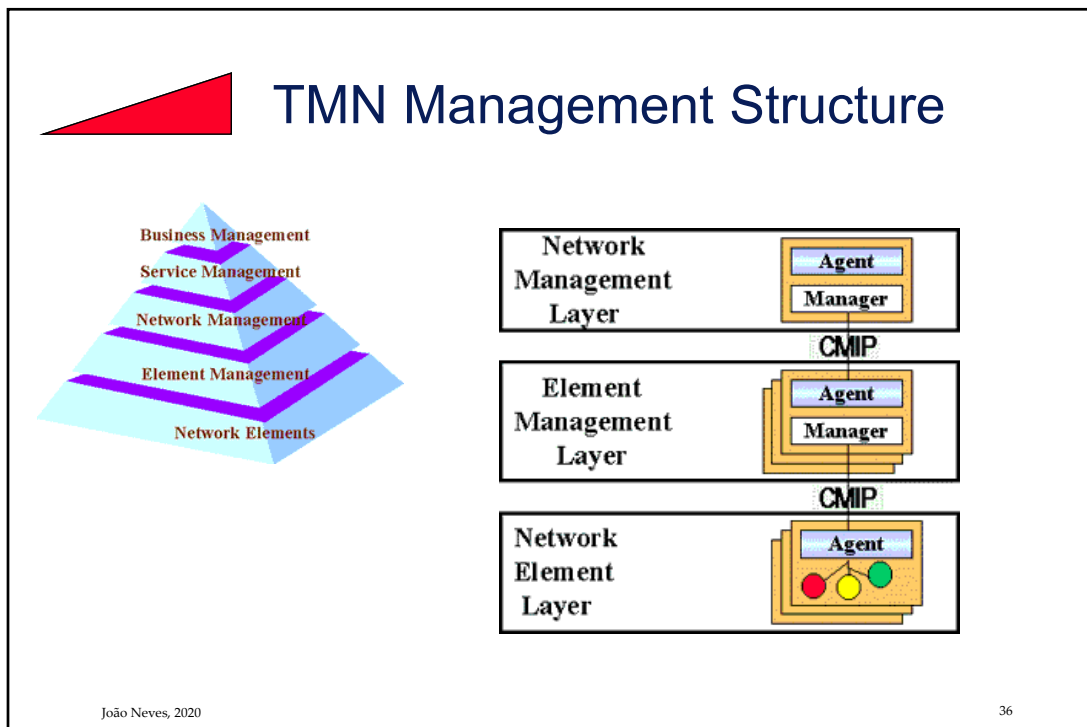 TMN Management Structure
Business Management
Service Management
Network Management
Element Management
Network Elements
Network
Management
Layer
Agent
Manager
CMIP
Element
Management
Layer
Agent
Manager
CMIP
Network
Element
Layer
Agent
João Neves, 2020
36